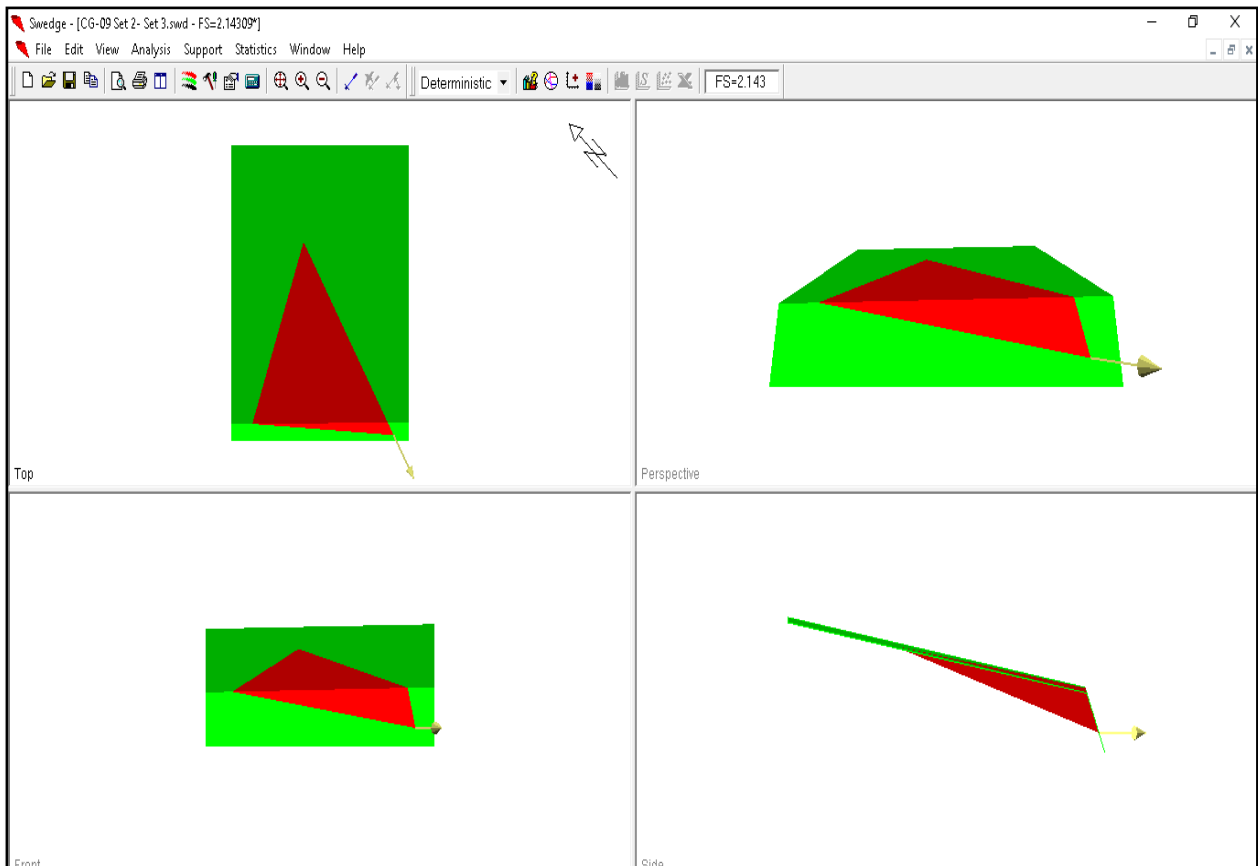 Swedge - [CG-09 Set 2- Set 3.swd - FS=2.14309*]
File Edit View Analysis Support Statistics Window Help
Deterministic FS=2.143
N
Top
Perspective
Front
Side